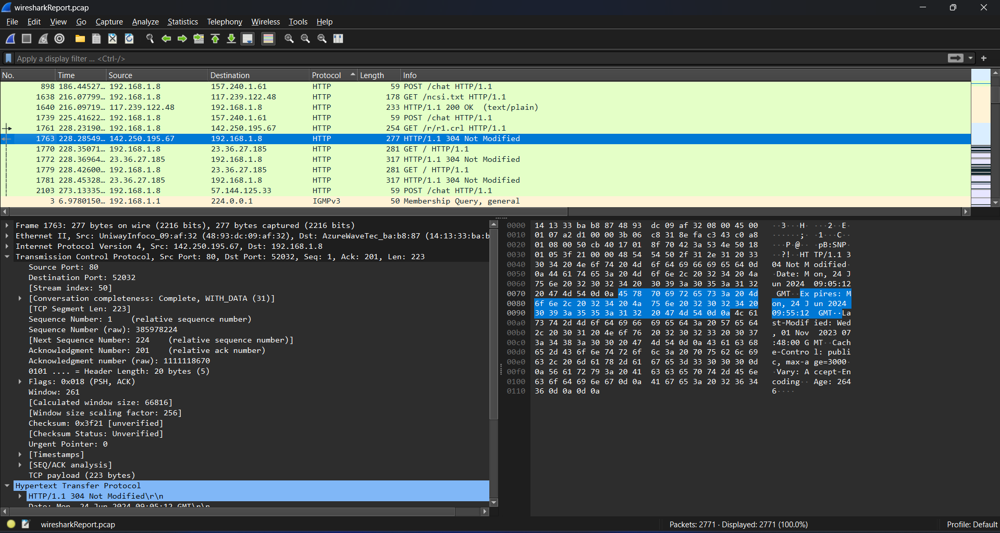 wiresharkReport.pcap
File Edit View Go Capture Analyze Statistics Telephony Wireless Tools Help
Apply a display filter ... <Ctrl-/>
No. Time Source Destination Protocol Length Info
898 186.44527… 192.168.1.8 157.240.1.61 HTTP 59 POST /chat HTTP/1.1
1638 216.07799… 192.168.1.8 117.239.122.48 HTTP 178 GET /ncsi.txt HTTP/1.1
1640 216.09719… 117.239.122.48 192.168.1.8 HTTP 233 HTTP/1.1 200 OK  (text/plain)
1739 225.41622… 192.168.1.8 157.240.1.61 HTTP 59 POST /chat HTTP/1.1
1761 228.23190… 192.168.1.8 142.250.195.67 HTTP 254 GET /r/r1.crl HTTP/1.1
1763 228.28549… 142.250.195.67 192.168.1.8 HTTP 277 HTTP/1.1 304 Not Modified
1770 228.35071… 192.168.1.8 23.36.27.185 HTTP 281 GET / HTTP/1.1
1772 228.36964… 23.36.27.185 192.168.1.8 HTTP 317 HTTP/1.1 304 Not Modified
1779 228.42600… 192.168.1.8 23.36.27.185 HTTP 281 GET / HTTP/1.1
1781 228.45328… 23.36.27.185 192.168.1.8 HTTP 317 HTTP/1.1 304 Not Modified
2103 273.13335… 192.168.1.8 57.144.125.33 HTTP 59 POST /chat HTTP/1.1
3 6.9780150… 192.168.1.1 224.0.0.1 IGMPv3 50 Membership Query, general
Frame 1763: 277 bytes on wire (2216 bits), 277 bytes captured (2216 bits)
Ethernet II, Src: UniwayInfoco_09:af:32 (48:93:dc:09:af:32), Dst: AzureWaveTec_ba:b8:87 (14:13:33:ba:b
Internet Protocol Version 4, Src: 142.250.195.67, Dst: 192.168.1.8
Transmission Control Protocol, Src Port: 80, Dst Port: 52032, Seq: 1, Ack: 201, Len: 223
Source Port: 80
Destination Port: 52032
[Stream index: 50]
[Conversation completeness: Complete, WITH_DATA (31)]
[TCP Segment Len: 223]
Sequence Number: 1    (relative sequence number)
Sequence Number (raw): 385978224
[Next Sequence Number: 224    (relative sequence number)]
Acknowledgment Number: 201    (relative ack number)
Acknowledgment number (raw): 1111118670
0101 .... = Header Length: 20 bytes (5)
Flags: 0x018 (PSH, ACK)
Window: 261
[Calculated window size: 66816]
[Window size scaling factor: 256]
Checksum: 0x3f21 [unverified]
[Checksum Status: Unverified]
Urgent Pointer: 0
[Timestamps]
[SEQ/ACK analysis]
TCP payload (223 bytes)
Hypertext Transfer Protocol
HTTP/1.1 304 Not Modified\r\n
Date: Mon, 24 Jun 2024 09:05:12 GMT\r\n
0000 14 13 33 ba b8 87 48 93 dc 09 af 32 08 00 45 00 ··3···H· ···2··E·
0010 01 07 a2 d1 00 00 3b 06 c8 31 8e fa c3 43 c0 a8 ······;· ·1···C··
0020 01 08 00 50 cb 40 17 01 8f 70 42 3a 53 4e 50 18 ···P·@·· ·pB:SNP·
0030 01 05 3f 21 00 00 48 54 54 50 2f 31 2e 31 20 33 ··?!··HT TP/1.1 3
0040 30 34 20 4e 6f 74 20 4d 6f 64 69 66 69 65 64 0d 04 Not M odified·
0050 0a 44 61 74 65 3a 20 4d 6f 6e 2c 20 32 34 20 4a ·Date: M on, 24 J
0060 75 6e 20 32 30 32 34 20 30 39 3a 30 35 3a 31 32 un 2024  09:05:12
0070 20 47 4d 54 0d 0a 45 78 70 69 72 65 73 3a 20 4d  GMT··Ex pires: M
0080 6f 6e 2c 20 32 34 20 4a 75 6e 20 32 30 32 34 20 on, 24 J un 2024
0090 30 39 3a 35 35 3a 31 32 20 47 4d 54 0d 0a 4c 61 09:55:12  GMT··La
00a0 73 74 2d 4d 6f 64 69 66 69 65 64 3a 20 57 65 64 st-Modif ied: Wed
00b0 2c 20 30 31 20 4e 6f 76 20 32 30 32 33 20 30 37 , 01 Nov  2023 07
00c0 3a 34 38 3a 30 30 20 47 4d 54 0d 0a 43 61 63 68 :48:00 G MT··Cach
00d0 65 2d 43 6f 6e 74 72 6f 6c 3a 20 70 75 62 6c 69 e-Contro l: publi
00e0 63 2c 20 6d 61 78 2d 61 67 65 3d 33 30 30 30 0d c, max-a ge=3000·
00f0 0a 56 61 72 79 3a 20 41 63 63 65 70 74 2d 45 6e ·Vary: A ccept-En
0100 63 6f 64 69 6e 67 0d 0a 41 67 65 3a 20 32 36 34 coding·· Age: 264
0110 36 0d 0a 0d 0a 6····
wiresharkReport.pcap Packets: 2771 · Displayed: 2771 (100.0%) Profile: Default